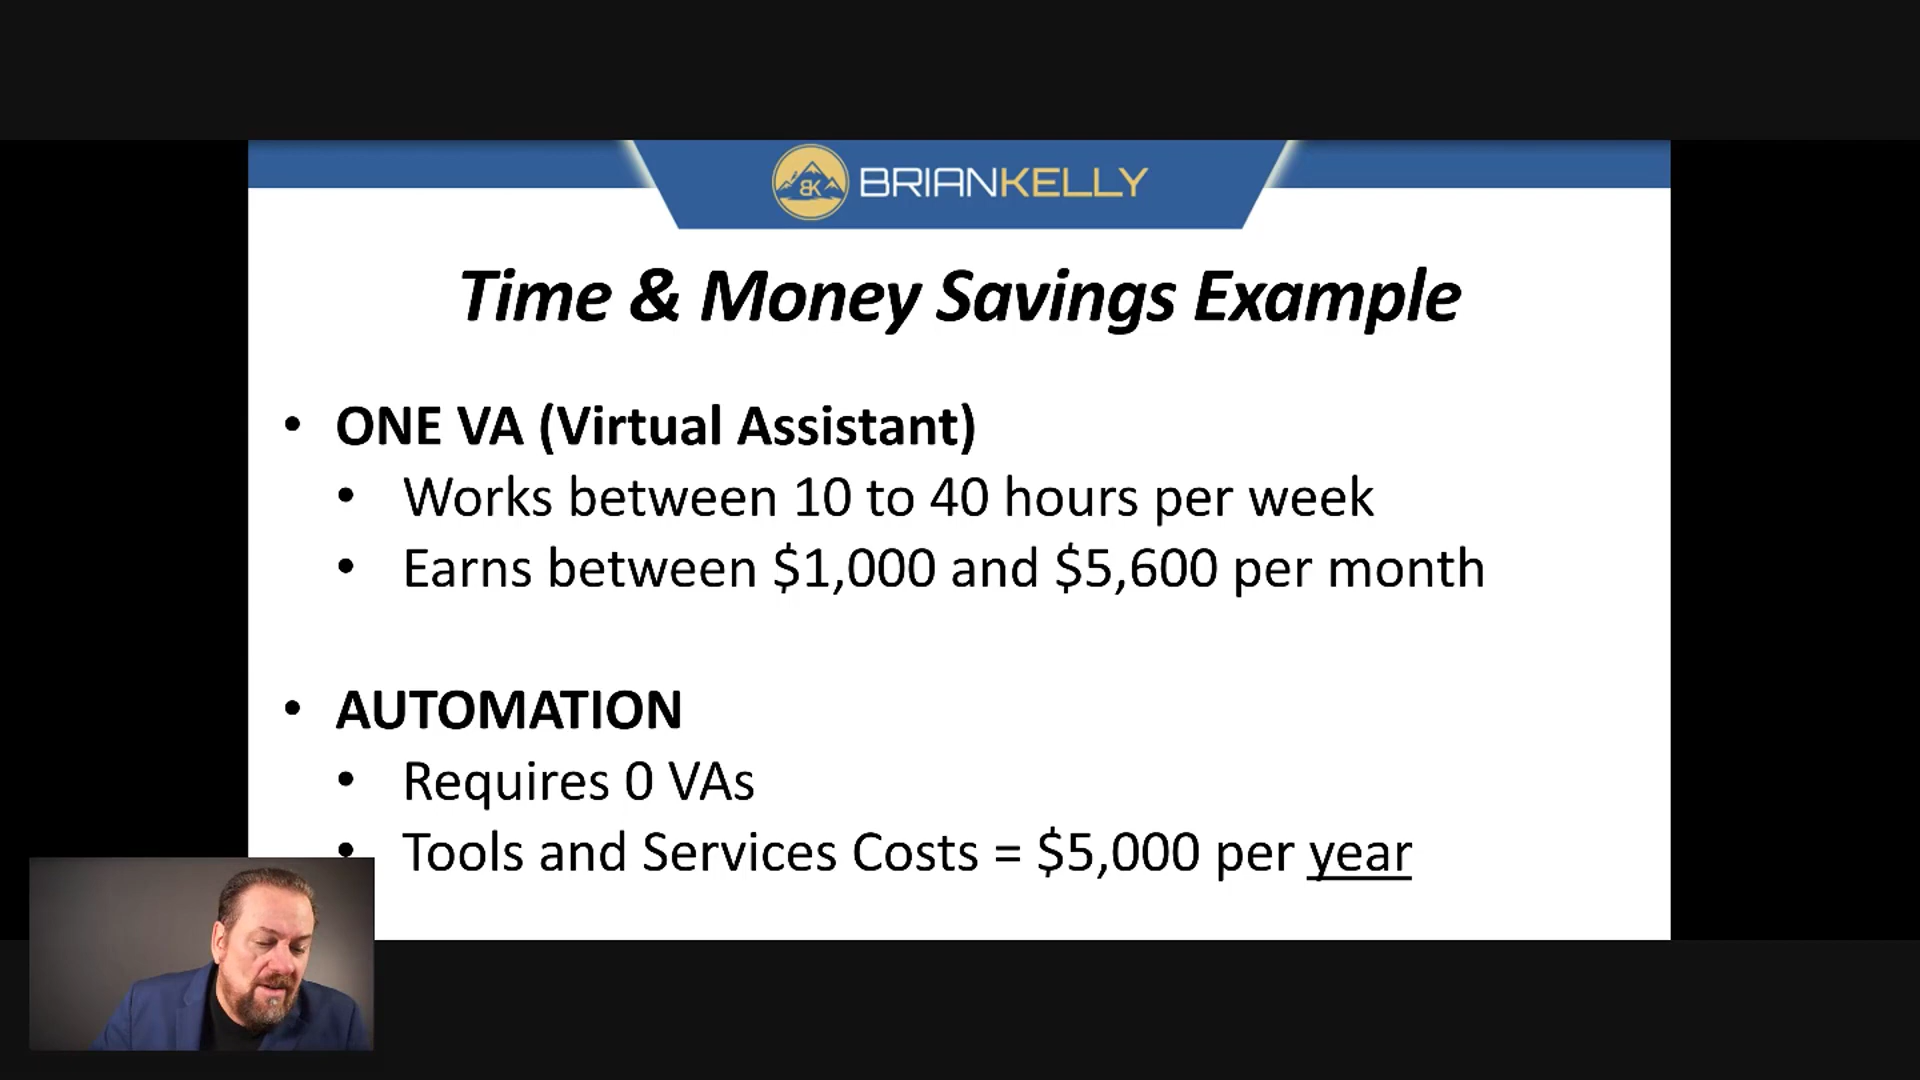 BK BRIANKELLY
Time & Money Savings Example
• ONE VA (Virtual Assistant)
• Works between 10 to 40 hours per week
• Earns between $1,000 and $5,600 per month
• AUTOMATION
• Requires 0 VAs
• Tools and Services Costs = $5,000 per year